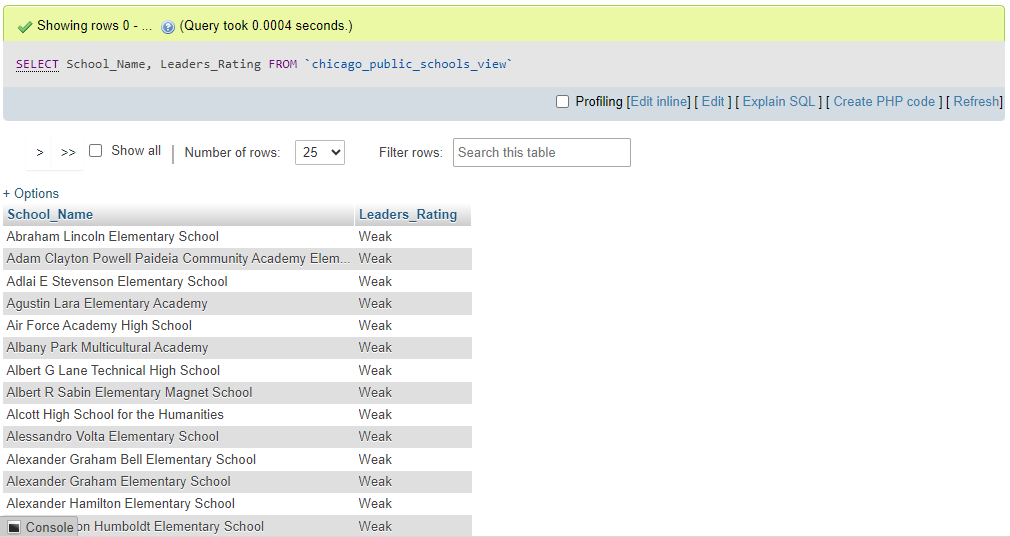 Showing rows 0 - ... (Query took 0.0004 seconds.)
SELECT School_Name, Leaders_Rating FROM `chicago_public_schools_view`
Profiling [Edit inline] [ Edit ] [ Explain SQL ] [ Create PHP code ] [ Refresh]
> >> Show all | Number of rows: 25 Filter rows: Search this table
+ Options
School_Name Leaders_Rating
Abraham Lincoln Elementary School Weak
Adam Clayton Powell Paideia Community Academy Elem... Weak
Adlai E Stevenson Elementary School Weak
Agustin Lara Elementary Academy Weak
Air Force Academy High School Weak
Albany Park Multicultural Academy Weak
Albert G Lane Technical High School Weak
Albert R Sabin Elementary Magnet School Weak
Alcott High School for the Humanities Weak
Alessandro Volta Elementary School Weak
Alexander Graham Bell Elementary School Weak
Alexander Graham Elementary School Weak
Alexander Hamilton Elementary School Weak
Console on Humboldt Elementary School Weak